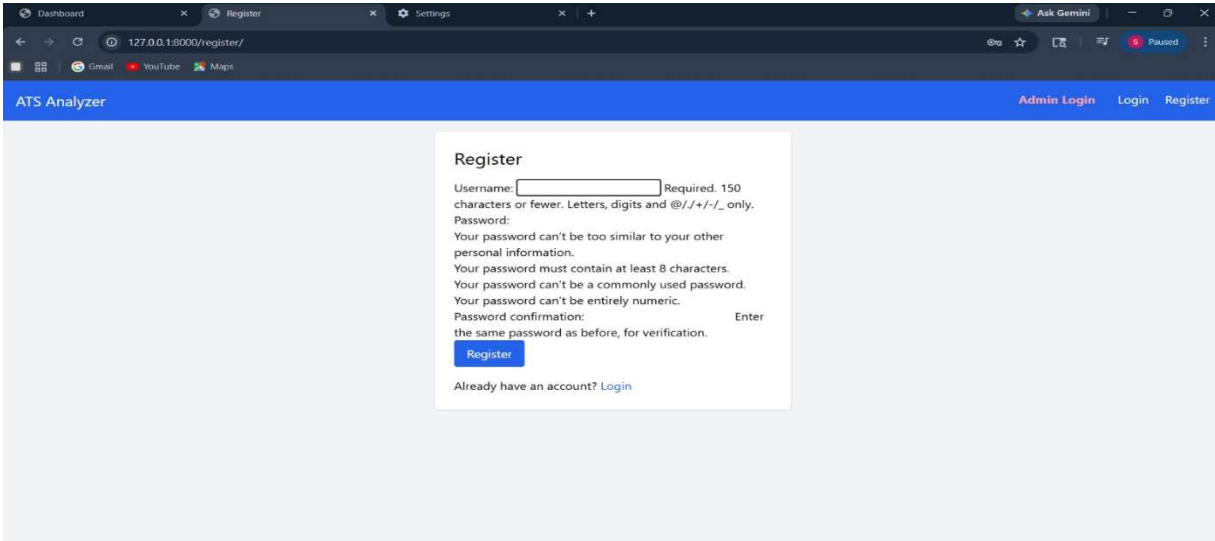 Dashboard
Register
Settings
Ask Gemini
127.0.0.1:8000/register/
S Paused
Gmail YouTube Maps
ATS Analyzer
Admin Login Login Register
Register
Username: Required. 150
characters or fewer. Letters, digits and @/./+/-/_ only.
Password:
Your password can't be too similar to your other
personal information.
Your password must contain at least 8 characters.
Your password can't be a commonly used password.
Your password can't be entirely numeric.
Password confirmation: Enter
the same password as before, for verification.
Register
Already have an account? Login